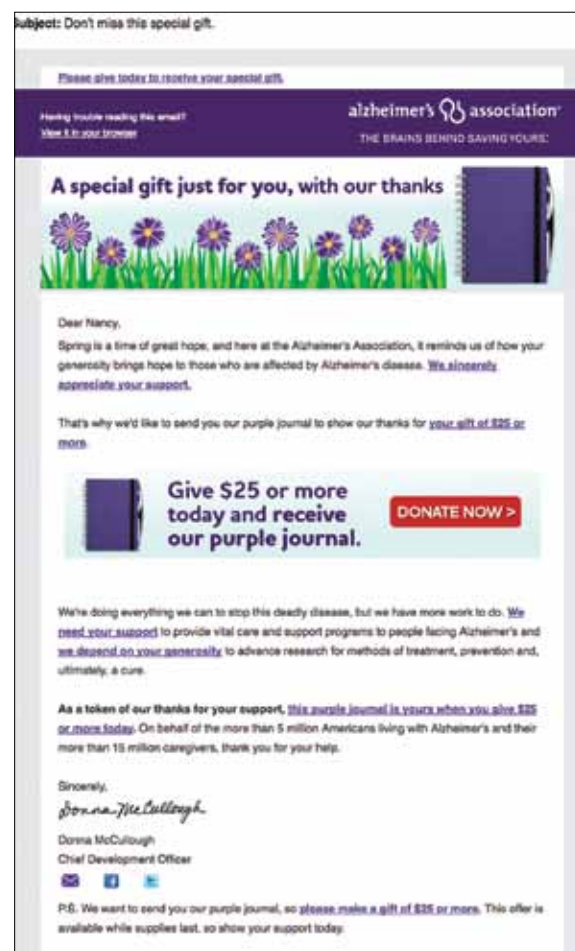 Subject: Don't miss this special gift.
Please give today to receive your special gift.
Having trouble reading this email?
View it in your browser
alzheimer's association®
THE BRAINS BEHIND SAVING YOURS.®
A special gift just for you, with our thanks
Dear Nancy,
Spring is a time of great hope, and here at the Alzheimer's Association, it reminds us of how your
generosity brings hope to those who are affected by Alzheimer's disease. We sincerely
appreciate your support.
That's why we'd like to send you our purple journal to show our thanks for your gift of $25 or
more.
Give $25 or more
today and receive
our purple journal.
DONATE NOW >
We're doing everything we can to stop this deadly disease, but we have more work to do. We
need your support to provide vital care and support programs to people facing Alzheimer's and
we depend on your generosity to advance research for methods of treatment, prevention and,
ultimately, a cure.
As a token of our thanks for your support, this purple journal is yours when you give $25
or more today. On behalf of the more than 5 million Americans living with Alzheimer's and their
more than 15 million caregivers, thank you for your help.
Sincerely,
Donna McCullough
Donna McCullough
Chief Development Officer
P.S. We want to send you our purple journal, so please make a gift of $25 or more. This offer is
available while supplies last, so show your support today.